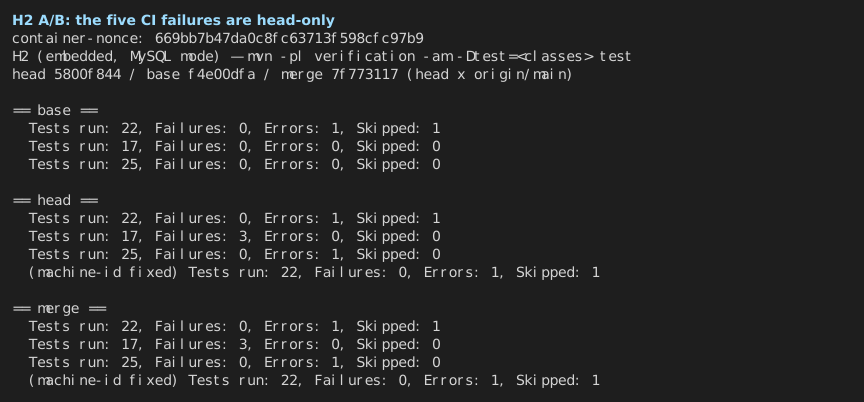 H2 A/B: the five CI failures are head-only
container-nonce: 669bb7b47da0c8fc63713f598cfc97b9
H2 (embedded, MySQL mode) — mvn -pl verification -am -Dtest=<classes> test
head 5800f844 / base f4e00dfa / merge 7f773117 (head x origin/main)
== base ==
Tests run: 22, Failures: 0, Errors: 1, Skipped: 1
Tests run: 17, Failures: 0, Errors: 0, Skipped: 0
Tests run: 25, Failures: 0, Errors: 0, Skipped: 0
== head ==
Tests run: 22, Failures: 0, Errors: 1, Skipped: 1
Tests run: 17, Failures: 3, Errors: 0, Skipped: 0
Tests run: 25, Failures: 0, Errors: 1, Skipped: 0
(machine-id fixed) Tests run: 22, Failures: 0, Errors: 1, Skipped: 1
== merge ==
Tests run: 22, Failures: 0, Errors: 1, Skipped: 1
Tests run: 17, Failures: 3, Errors: 0, Skipped: 0
Tests run: 25, Failures: 0, Errors: 1, Skipped: 0
(machine-id fixed) Tests run: 22, Failures: 0, Errors: 1, Skipped: 1